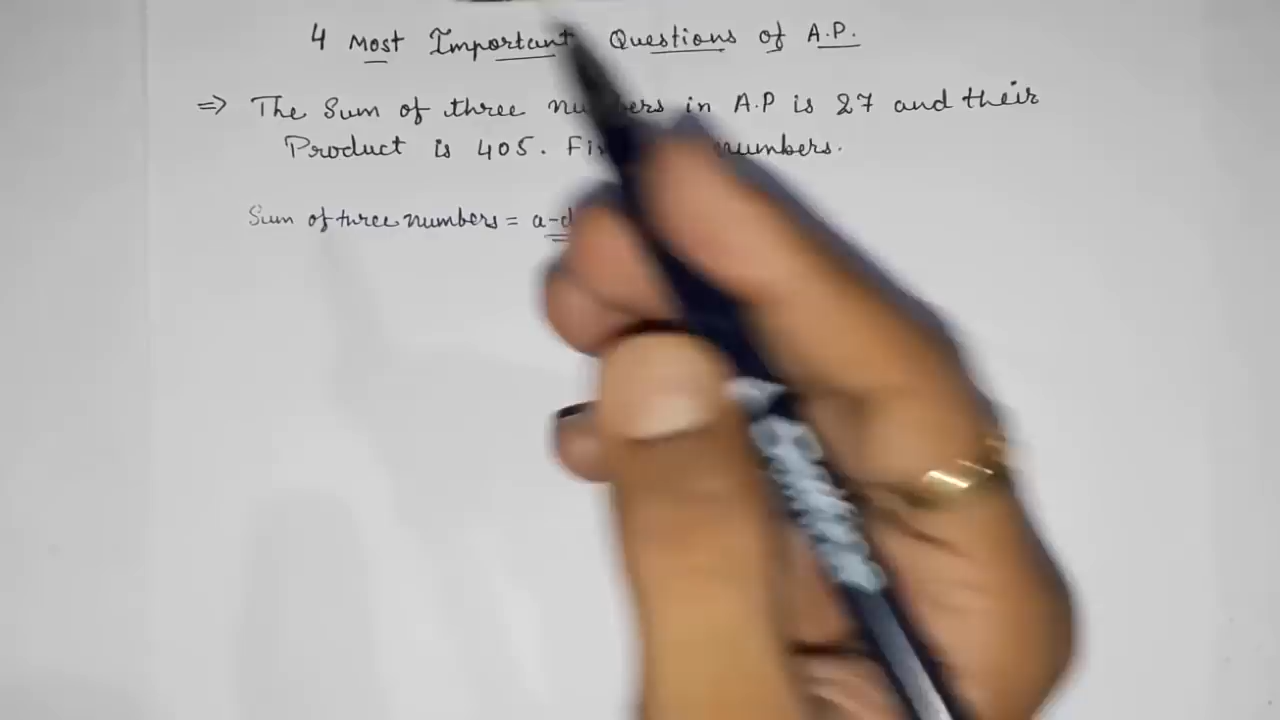 4 Most Important Questions of A.P.
⇒ The Sum of three in A.P is 27 and their
Product is 405. numbers.
Sum of three numbers = a-d